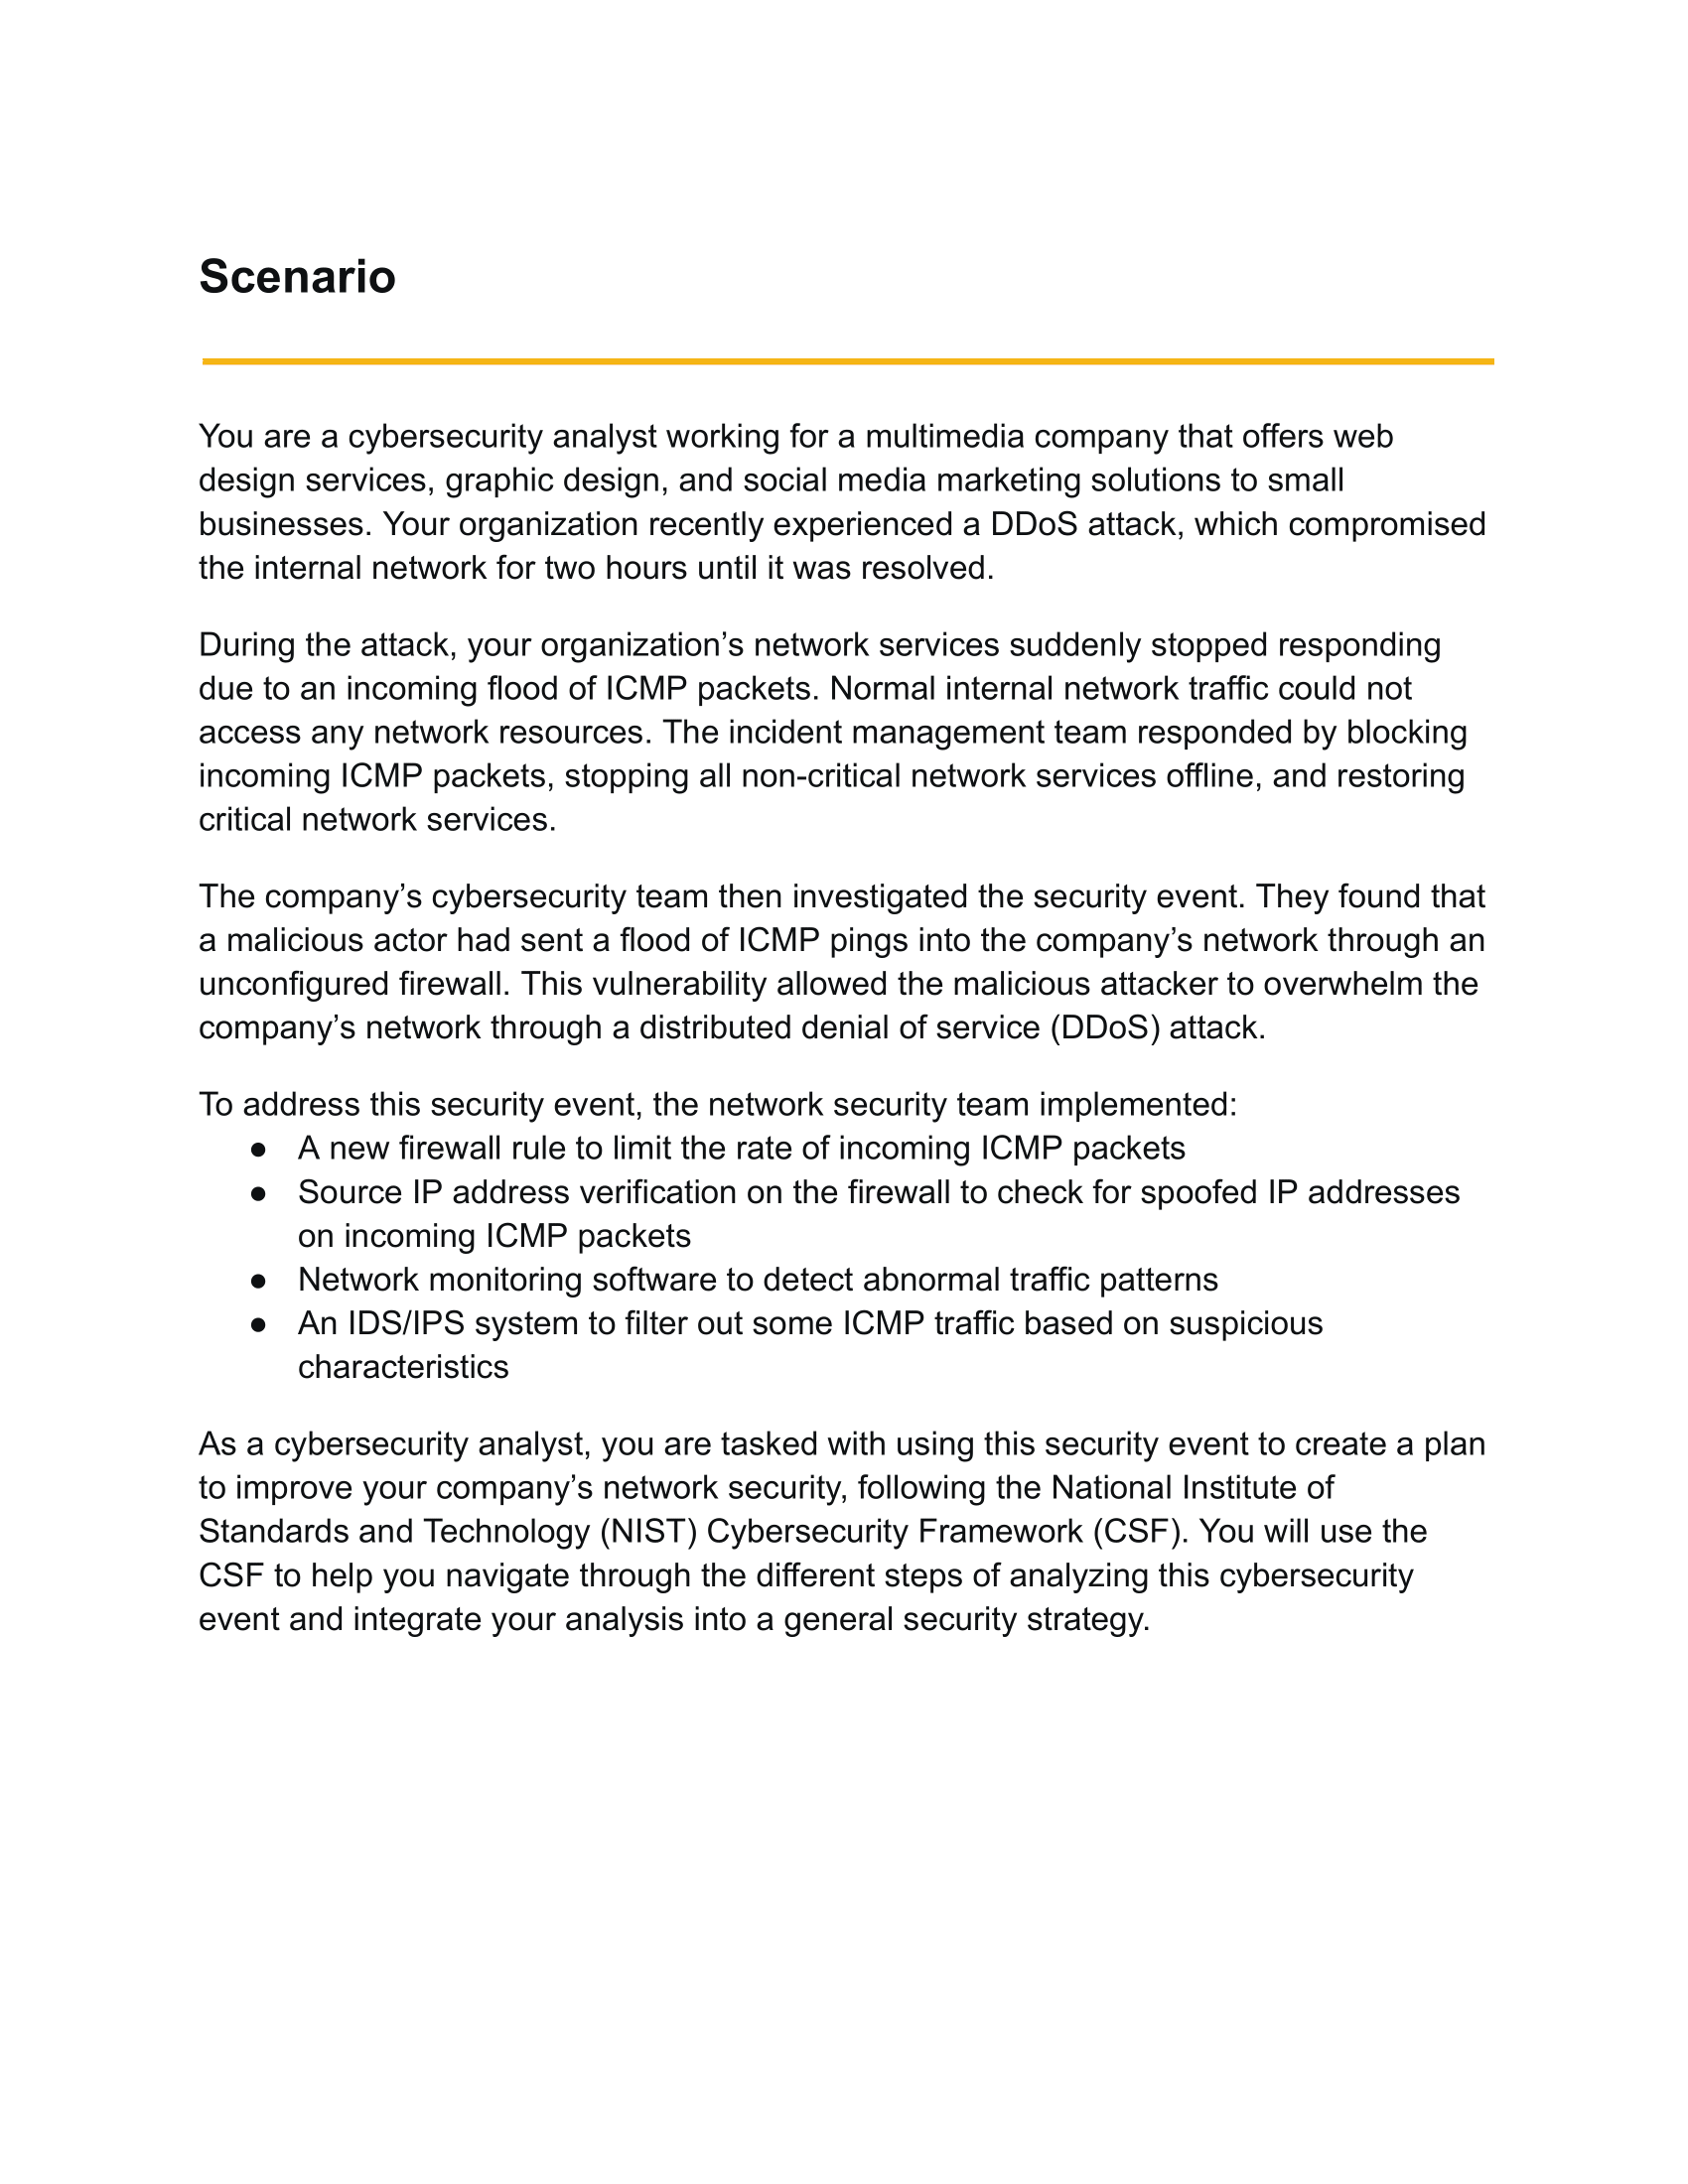 Scenario
You are a cybersecurity analyst working for a multimedia company that offers web
design services, graphic design, and social media marketing solutions to small
businesses. Your organization recently experienced a DDoS attack, which compromised
the internal network for two hours until it was resolved.
During the attack, your organization’s network services suddenly stopped responding
due to an incoming flood of ICMP packets. Normal internal network traffic could not
access any network resources. The incident management team responded by blocking
incoming ICMP packets, stopping all non-critical network services offline, and restoring
critical network services.
The company’s cybersecurity team then investigated the security event. They found that
a malicious actor had sent a flood of ICMP pings into the company’s network through an
unconfigured firewall. This vulnerability allowed the malicious attacker to overwhelm the
company’s network through a distributed denial of service (DDoS) attack.
To address this security event, the network security team implemented:
● A new firewall rule to limit the rate of incoming ICMP packets
● Source IP address verification on the firewall to check for spoofed IP addresses
on incoming ICMP packets
● Network monitoring software to detect abnormal traffic patterns
● An IDS/IPS system to filter out some ICMP traffic based on suspicious
characteristics
As a cybersecurity analyst, you are tasked with using this security event to create a plan
to improve your company’s network security, following the National Institute of
Standards and Technology (NIST) Cybersecurity Framework (CSF). You will use the
CSF to help you navigate through the different steps of analyzing this cybersecurity
event and integrate your analysis into a general security strategy.